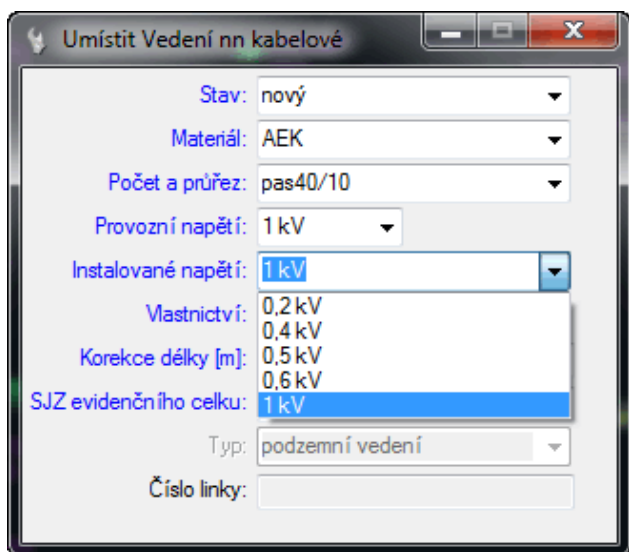 Umístit Vedení nn kabelové
Stav: nový
Materiál: AEK
Počet a průřez: pas40/10
Provozní napětí: 1 kV
Instalované napětí: 1 kV
Vlastnictví: 0,2 kV
0,4 kV
Korekce délky [m]: 0,5 kV
0,6 kV
SJZ evidenčního celku: 1 kV
Typ: podzemní vedení
Číslo linky: